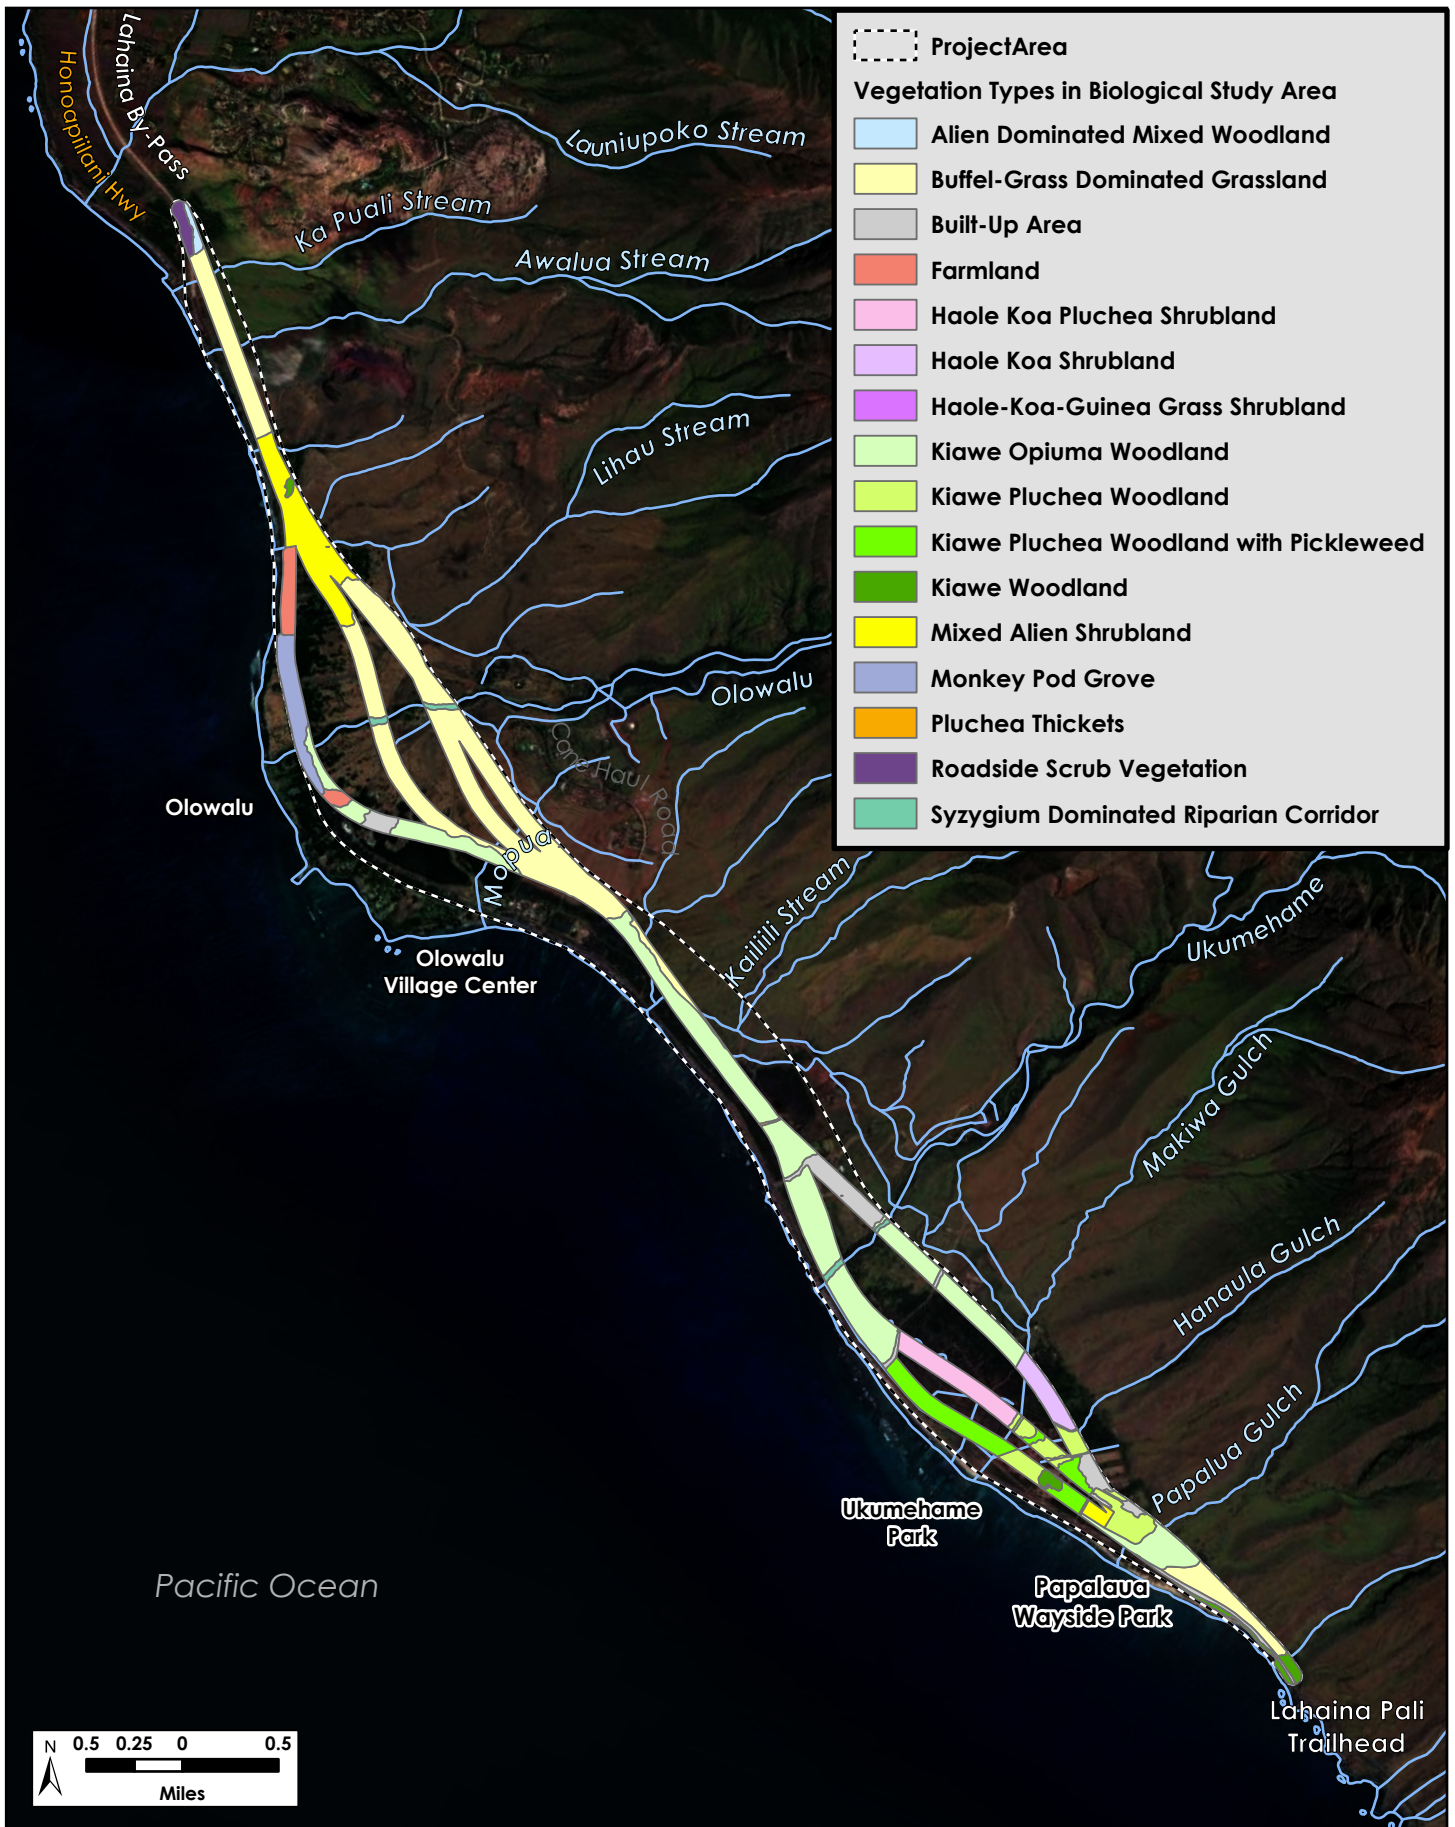 Lahaina By-Pass
Honoapiilani Hwy
Launiupoko Stream
Ka Puali Stream
Awalua Stream
Lihau Stream
Olowalu
Cane Haul Road
Olowalu
Mopua
Kailiili Stream
Olowalu
Village Center
Ukumehame
Makiwa Gulch
Hanaula Gulch
Papalua Gulch
Ukumehame
Park
Papalaua
Wayside Park
Pacific Ocean
Lahaina Pali
Trailhead
ProjectArea
Vegetation Types in Biological Study Area
Alien Dominated Mixed Woodland
Buffel-Grass Dominated Grassland
Built-Up Area
Farmland
Haole Koa Pluchea Shrubland
Haole Koa Shrubland
Haole-Koa-Guinea Grass Shrubland
Kiawe Opiuma Woodland
Kiawe Pluchea Woodland
Kiawe Pluchea Woodland with Pickleweed
Kiawe Woodland
Mixed Alien Shrubland
Monkey Pod Grove
Pluchea Thickets
Roadside Scrub Vegetation
Syzygium Dominated Riparian Corridor
N
0.5 0.25 0 0.5
Miles